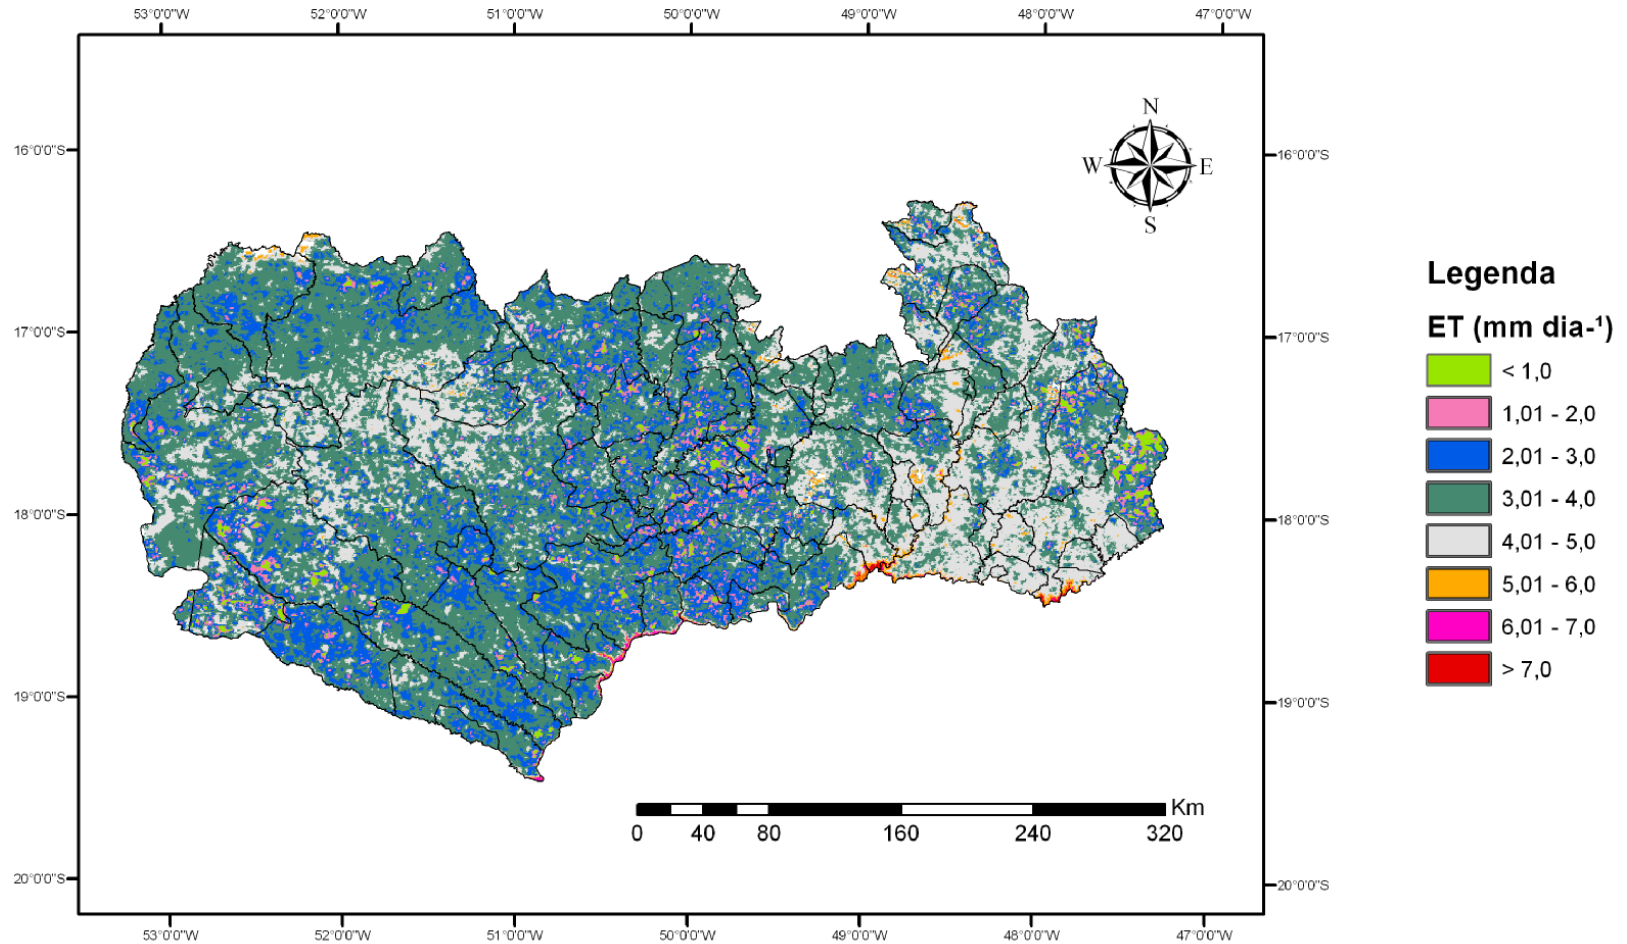 53°0'0"W 52°0'0"W 51°0'0"W 50°0'0"W 49°0'0"W 48°0'0"W 47°0'0"W
N
W E
S
16°0'0"S 16°0'0"S
17°0'0"S 17°0'0"S
18°0'0"S 18°0'0"S
19°0'0"S 19°0'0"S
20°0'0"S 20°0'0"S
Legenda
ET (mm dia-¹)
< 1,0
1,01 - 2,0
2,01 - 3,0
3,01 - 4,0
4,01 - 5,0
5,01 - 6,0
6,01 - 7,0
> 7,0
Km
0 40 80 160 240 320
53°0'0"W 52°0'0"W 51°0'0"W 50°0'0"W 49°0'0"W 48°0'0"W 47°0'0"W